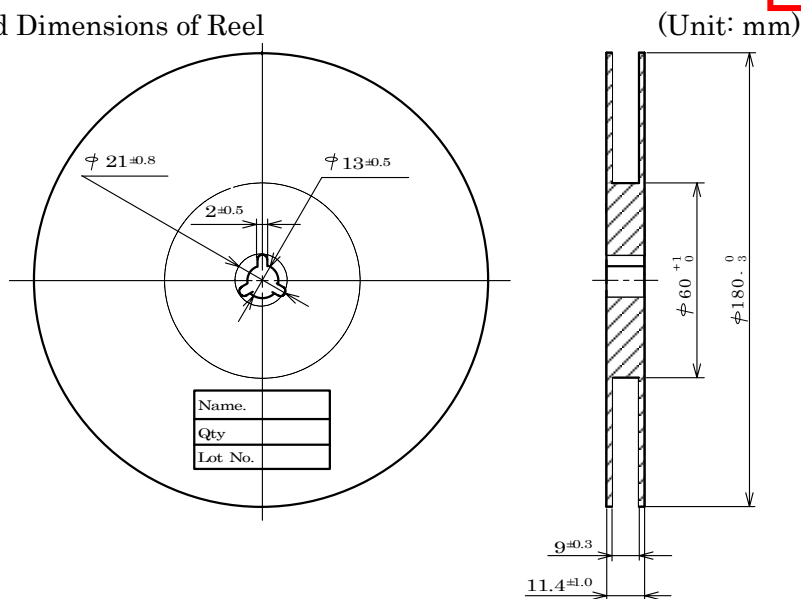 d Dimensions of Reel
(Unit: mm)
φ 21±0.8
φ 13±0.5
2±0.5
φ60 +1 0
φ180 0 -3
Name.
Qty
Lot No.
9±0.3
11.4±1.0